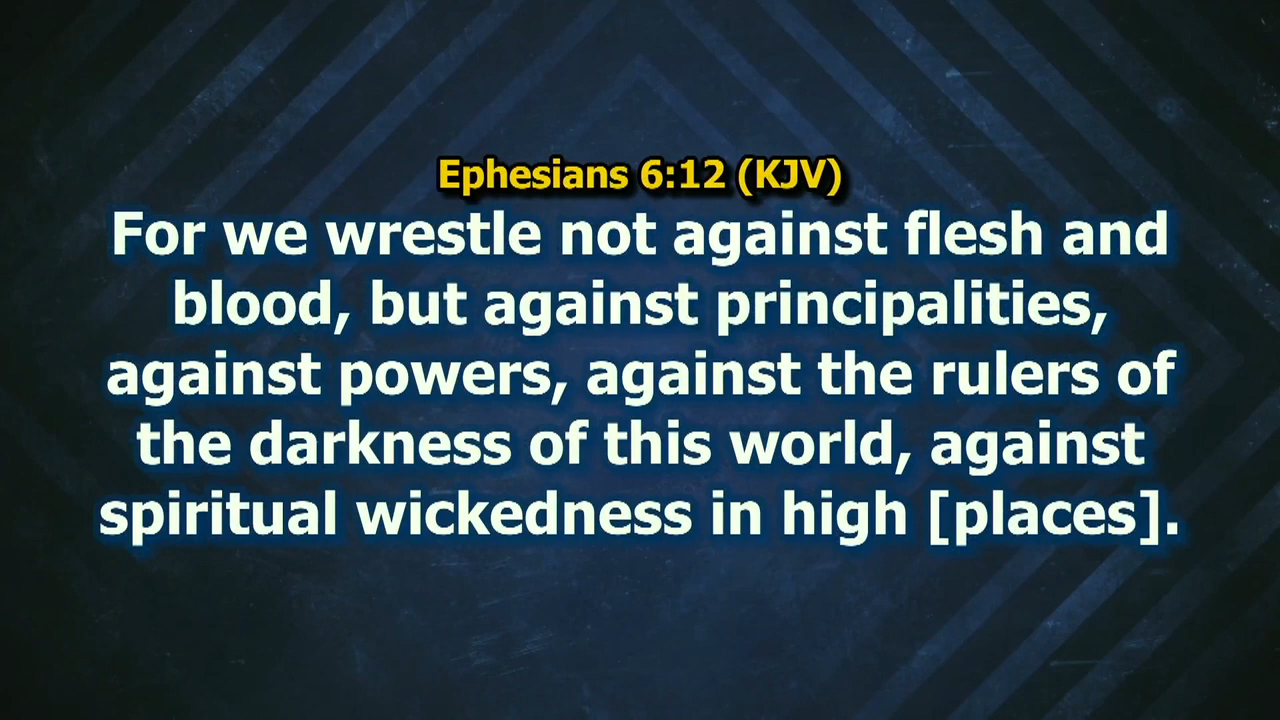 Ephesians 6:12 (KJV)
For we wrestle not against flesh and
blood, but against principalities,
against powers, against the rulers of
the darkness of this world, against
spiritual wickedness in high [places].